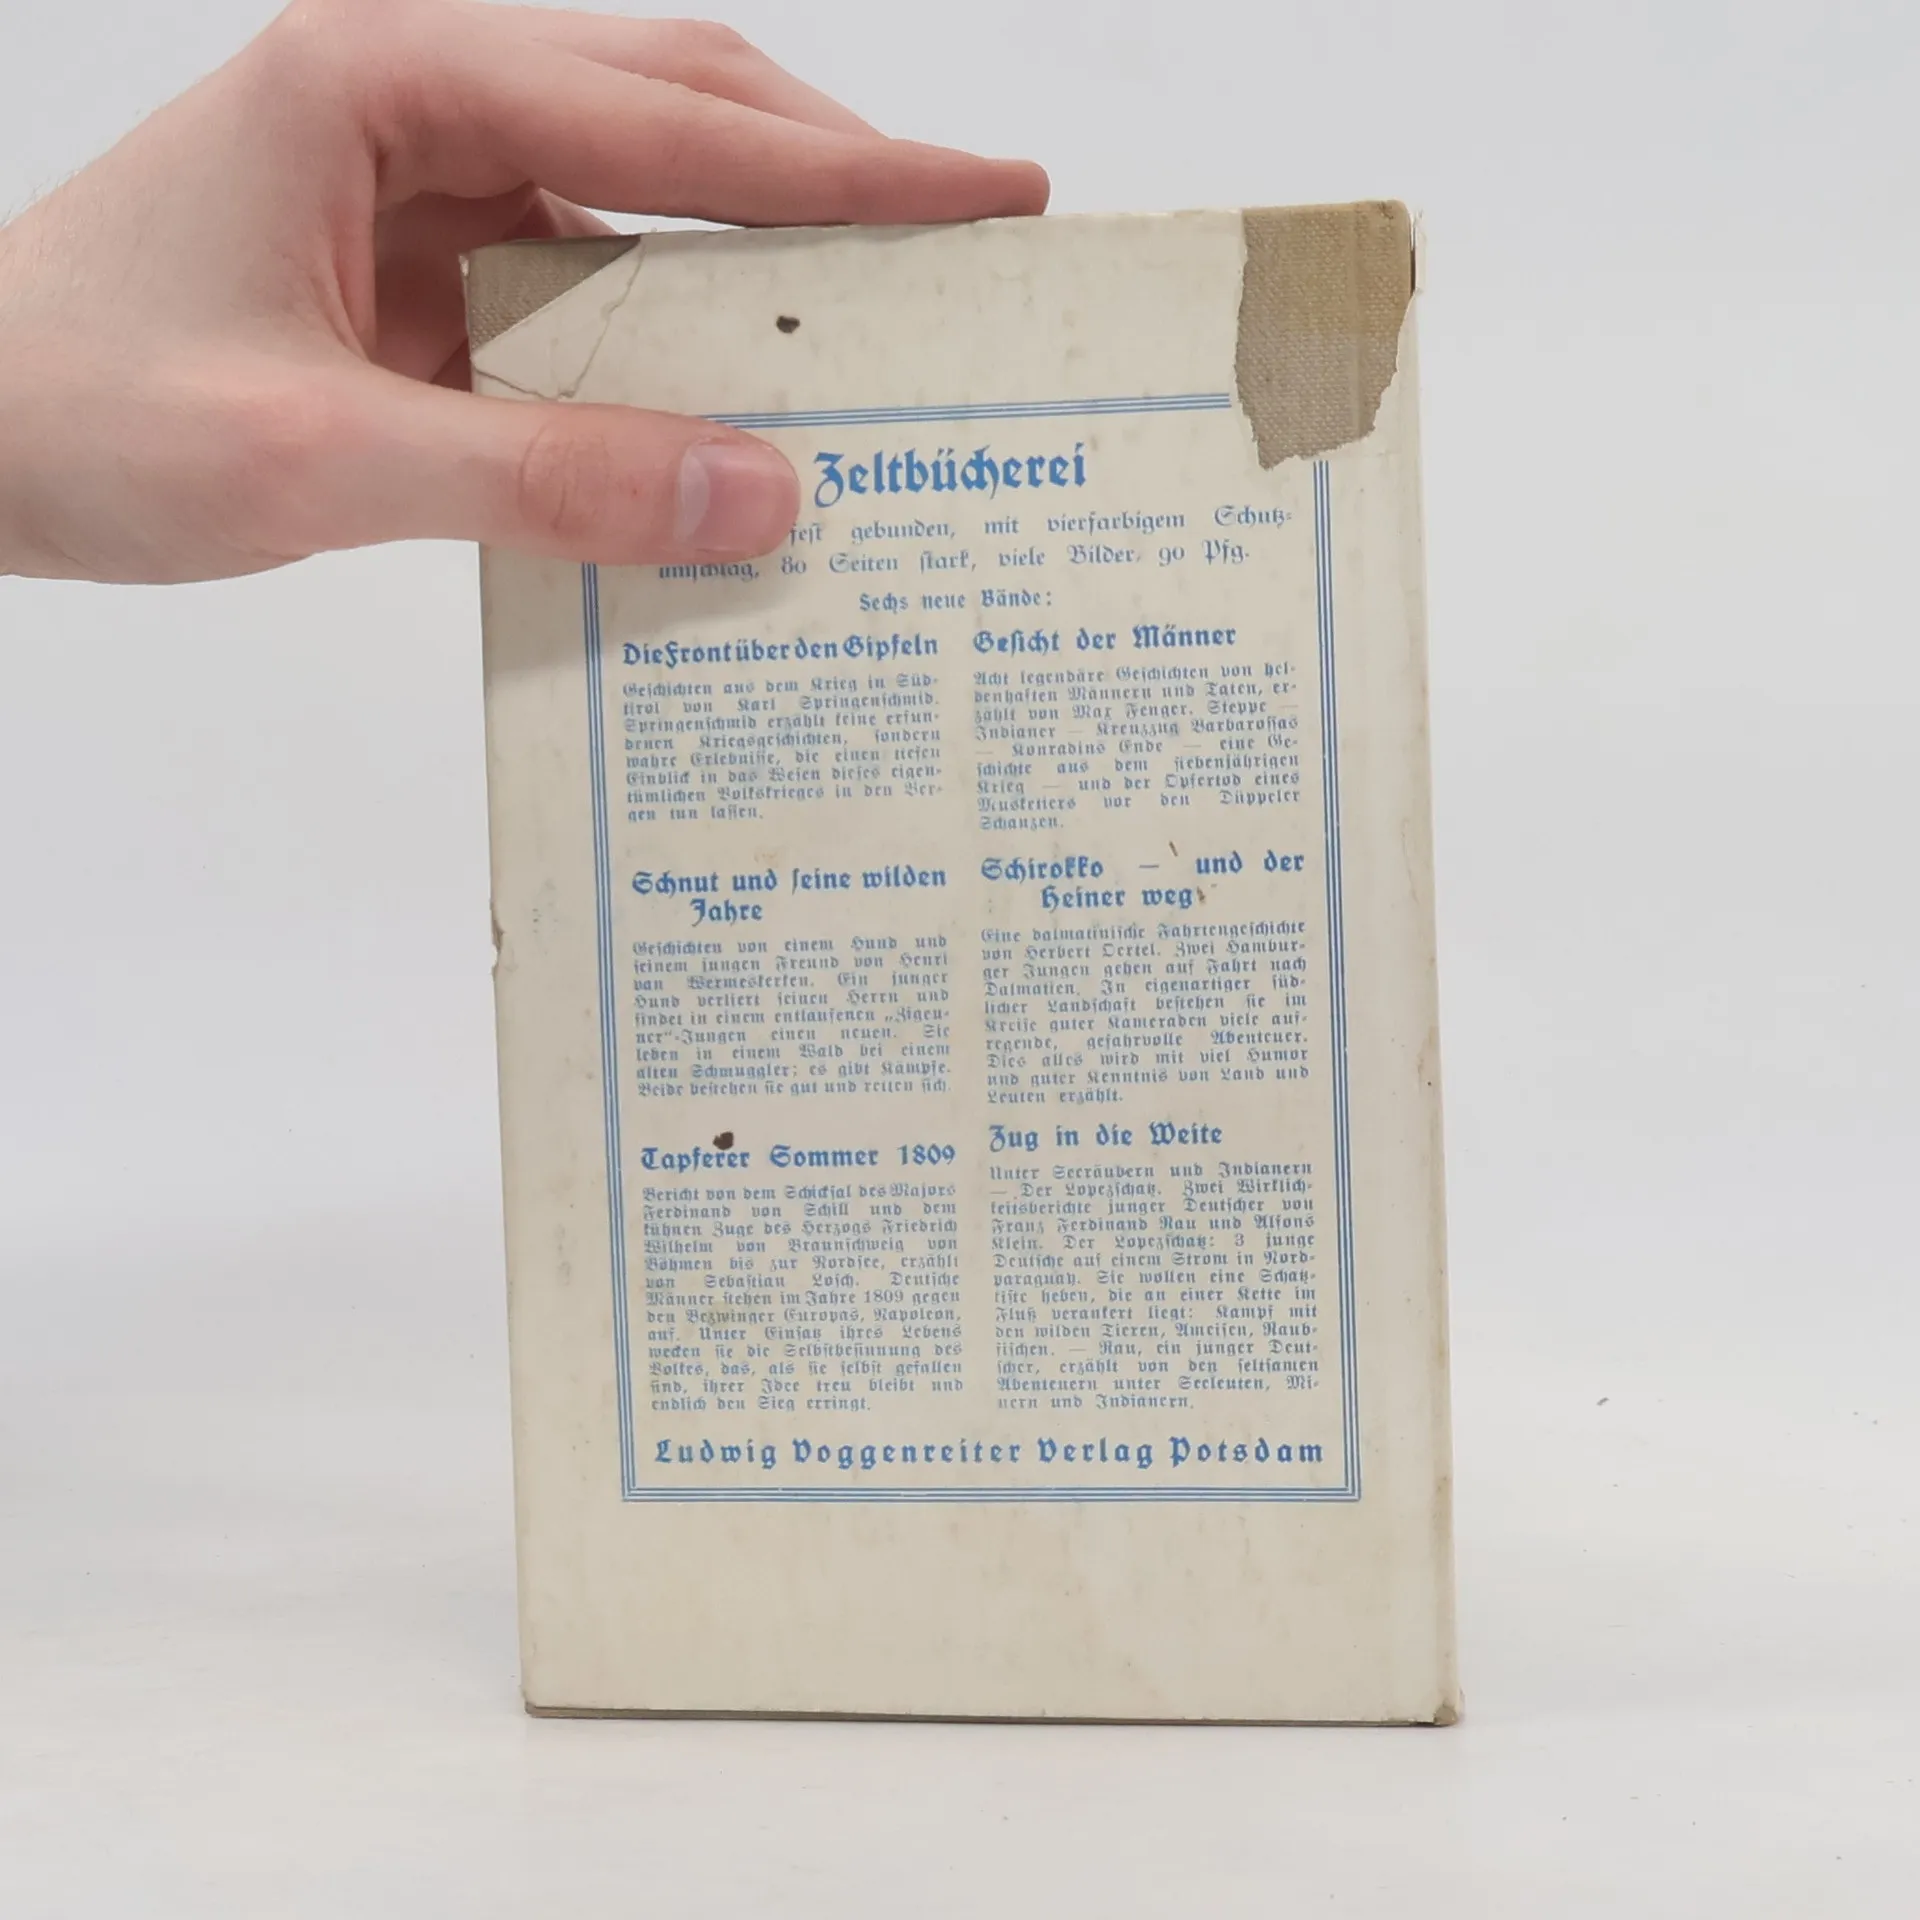 Zeltbücherei
fest gebunden, mit vierfarbigem Schutz-
umschlag, 80 Seiten stark, viele Bilder, 90 Pfg.
Sechs neue Bände:
Die Front über den Gipfeln
Geschichten aus dem Krieg in Süd-
tirol von Karl Springenschmid.
Springenschmid erzählt keine erfun-
denen Kriegsgeschichten, sondern
wahre Erlebnisse, die einen tiefen
Einblick in das Wesen dieses eigen-
tümlichen Volkskrieges in den Ber-
gen tun lassen.
Schnut und seine wilden
Jahre
Geschichten von einem Hund und
seinem jungen Freund von Henri
van Wermeskerken. Ein junger
Hund verliert seinen Herrn und
findet in einem entlaufenen „Zigeu-
ner“-Jungen einen neuen. Sie
leben in einem Wald bei einem
alten Schmuggler; es gibt Kämpfe.
Beide bestehen sie gut und retten sich.
Tapferer Sommer 1809
Bericht von dem Schicksal des Majors
Ferdinand von Schill und dem
kühnen Zuge des Herzogs Friedrich
Wilhelm von Braunschweig von
Böhmen bis zur Nordsee, erzählt
von Sebastian Losch. Deutsche
Männer stehen im Jahre 1809 gegen
den Bezwinger Europas, Napoleon,
auf. Unter Einsatz ihres Lebens
wecken sie die Selbstbesinnung des
Volkes, das, als sie selbst gefallen
sind, ihrer Idee treu bleibt und
endlich den Sieg erringt.
Gesicht der Männer
Acht legendäre Geschichten von hel-
denhaften Männern und Taten, er-
zählt von Max Fenger. Steppe —
Indianer — Kreuzzug Barbarossas
— Konradins Ende — eine Ge-
schichte aus dem siebenjährigen
Krieg — und der Opfertod eines
Musketiers vor den Düppeler
Schanzen.
Schirokko — und der
Heiner weg
Eine dalmatinische Fahrtengeschichte
von Herbert Oertel. Zwei Hambur-
ger Jungen gehen auf Fahrt nach
Dalmatien. In eigenartiger süd-
licher Landschaft bestehen sie im
Kreise guter Kameraden viele auf-
regende, gefahrvolle Abenteuer.
Dies alles wird mit viel Humor
und guter Kenntnis von Land und
Leuten erzählt.
Zug in die Weite
Unter Seeräubern und Indianern
— Der Lopezschatz. Zwei Wirklich-
keitsberichte junger Deutscher von
Franz Ferdinand Rau und Alfons
Klein. Der Lopezschatz: 3 junge
Deutsche auf einem Strom in Nord-
paraguay. Sie wollen eine Schatz-
kiste heben, die an einer Kette im
Fluß verankert liegt: Kampf mit
den wilden Tieren, Ameisen, Raub-
fischen. — Rau, ein junger Deut-
scher, erzählt von den seltsamen
Abenteuern unter Seeleuten, Mi-
nern und Indianern.
Ludwig Voggenreiter Verlag Potsdam